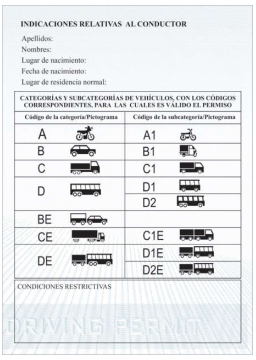 INDICACIONES RELATIVAS AL CONDUCTOR
Apellidos:
Nombres:
Lugar de nacimiento:
Fecha de nacimiento:
Lugar de residencia normal:
CATEGORÍAS Y SUBCATEGORÍAS DE VEHÍCULOS, CON LOS CÓDIGOS
CORRESPONDIENTES, PARA LAS CUALES ES VÁLIDO EL PERMISO
Código de la categoría/Pictograma Código de la subcategoría/Pictograma
A A1
B B1
C C1
D D1
D2
BE
CE C1E
DE D1E
D2E
CONDICIONES RESTRICTIVAS
DRIVING PERMIT